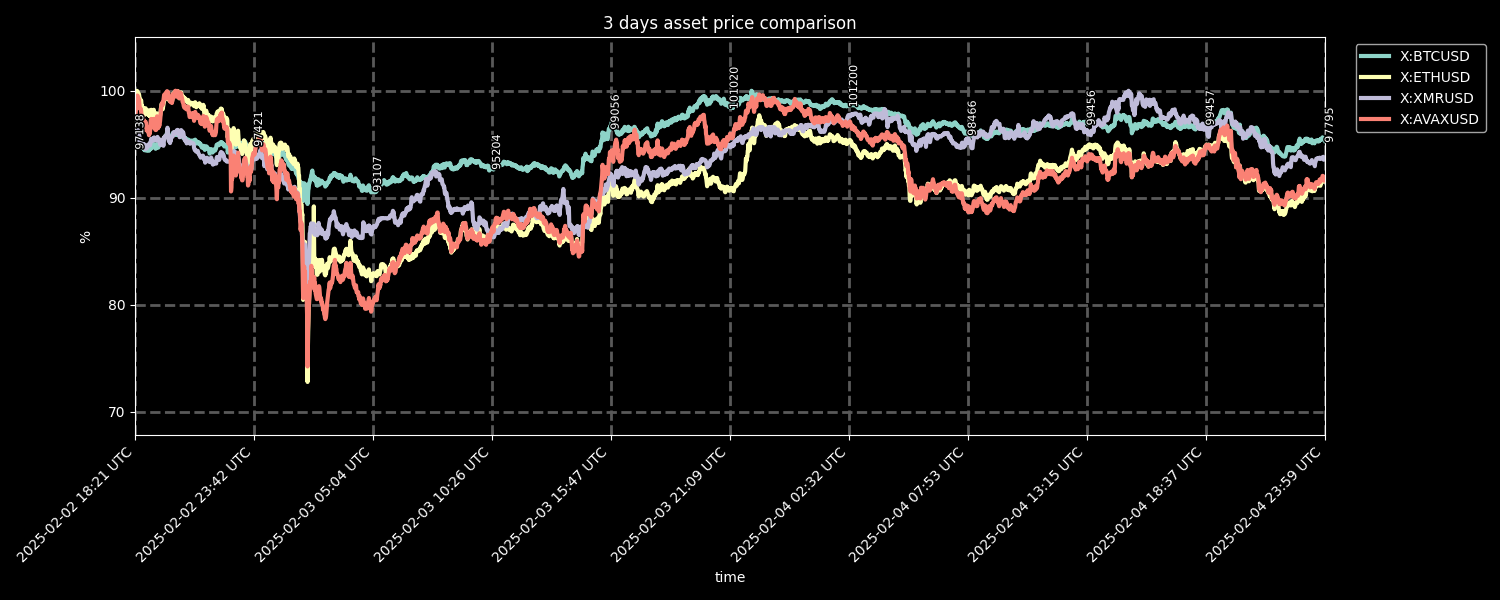 3 days asset price comparison
100
90
80
70
%
97421
93107
95204
99056
101020
101200
98466
99456
99457
97795
2025-02-02 18:21 UTC
2025-02-02 23:42 UTC
2025-02-03 05:04 UTC
2025-02-03 10:26 UTC
2025-02-03 15:47 UTC
2025-02-03 21:09 UTC
2025-02-04 02:32 UTC
2025-02-04 07:53 UTC
2025-02-04 13:15 UTC
2025-02-04 18:37 UTC
2025-02-04 23:59 UTC
time
X:BTCUSD
X:ETHUSD
X:XMRUSD
X:AVAXUSD